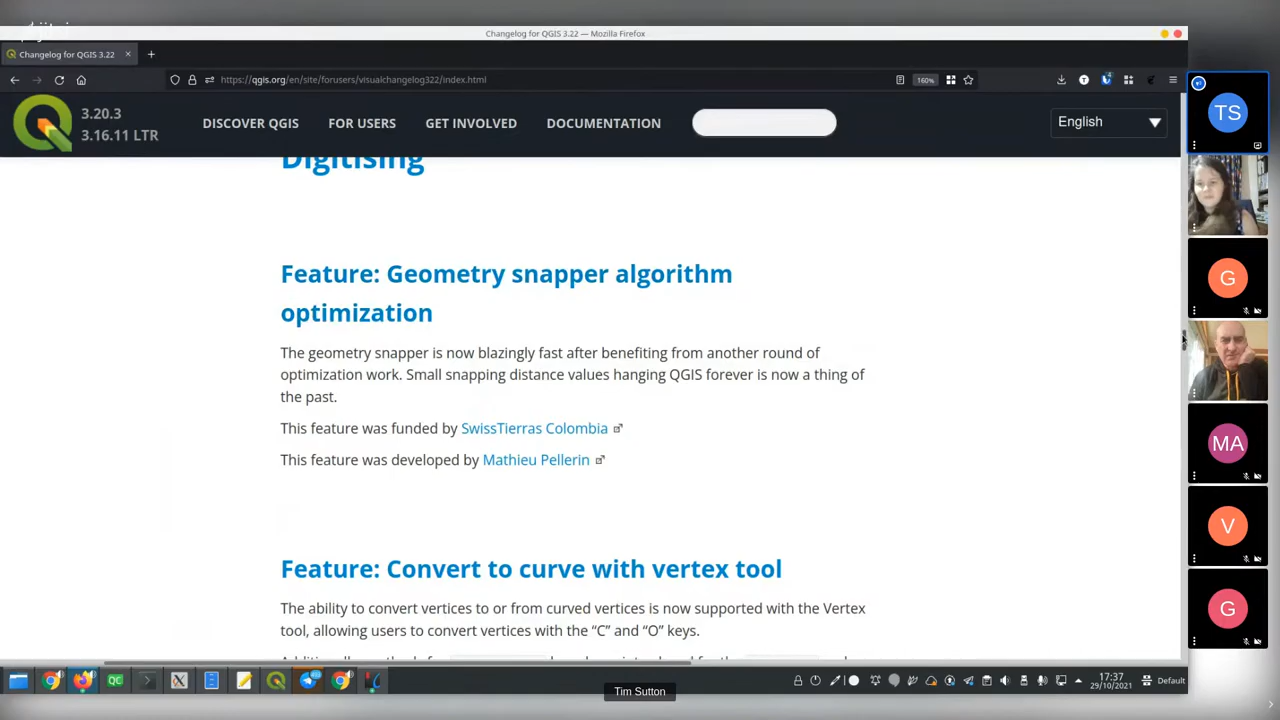 Changelog for QGIS 3.22 — Mozilla Firefox
Changelog for QGIS 3.22
https://qgis.org/en/site/forusers/visualchangelog322/index.html
160%
3.20.3
3.16.11 LTR
DISCOVER QGIS
FOR USERS
GET INVOLVED
DOCUMENTATION
English
Digitising
Feature: Geometry snapper algorithm
optimization
The geometry snapper is now blazingly fast after benefiting from another round of
optimization work. Small snapping distance values hanging QGIS forever is now a thing of
the past.
This feature was funded by SwissTierras Colombia
This feature was developed by Mathieu Pellerin
Feature: Convert to curve with vertex tool
The ability to convert vertices to or from curved vertices is now supported with the Vertex
tool, allowing users to convert vertices with the “C” and “O” keys.
TS
G
MA
V
G
17:37
29/10/2021
Default
Tim Sutton